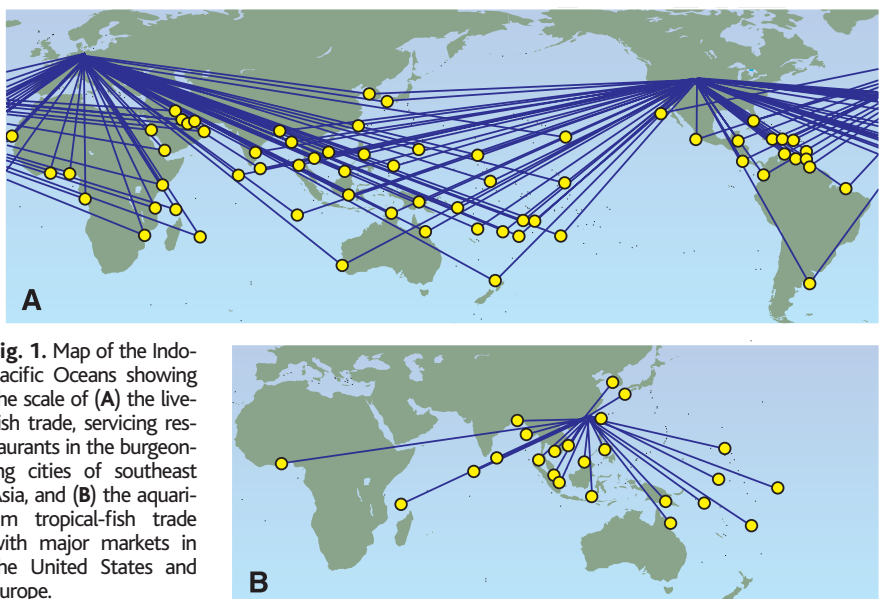 A
ig. 1. Map of the Indo-
acific Oceans showing
he scale of (A) the live-
ish trade, servicing res-
aurants in the burgeon-
ng cities of southeast
Asia, and (B) the aquari-
m tropical-fish trade
with major markets in
he United States and
urope.
B